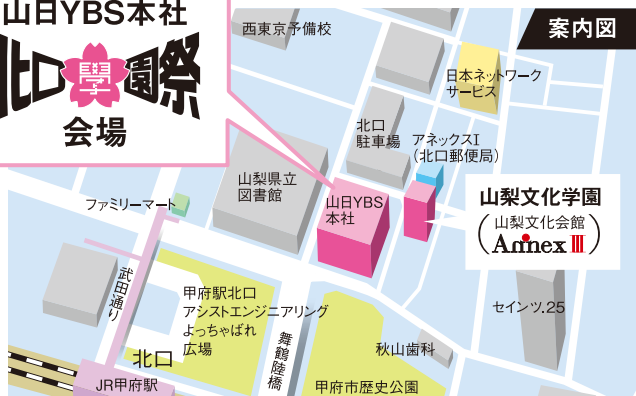 山日YBS本社
北口學園祭
会場
案内図
西東京予備校
日本ネットワーク
サービス
北口
駐車場
アネックスⅠ
(北口郵便局)
山梨県立
図書館
山日YBS
本社
山梨文化学園
(山梨文化会館
Annex Ⅲ)
ファミリーマート
武田通り
甲府駅北口
アシストエンジニアリング
よっちゃばれ
広場
舞鶴陸橋
セインツ.25
秋山歯科
北口
JR甲府駅
甲府市歴史公園